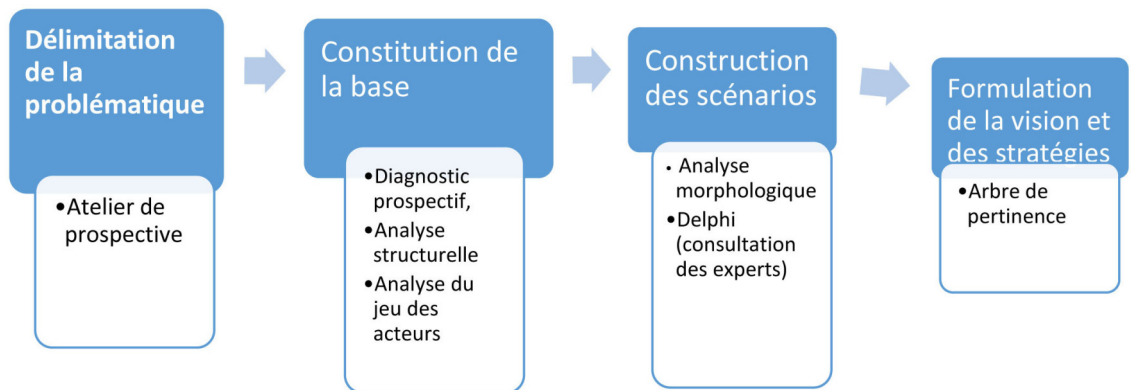 Délimitation
de la
problématique
•Atelier de
prospective
Constitution de
la base
•Diagnostic
prospectif,
•Analyse
structurelle
•Analyse du
jeu des
acteurs
Construction
des scénarios
• Analyse
morphologique
•Delphi
(consultation
des experts)
Formulation
de la vision et
des stratégies
•Arbre de
pertinence